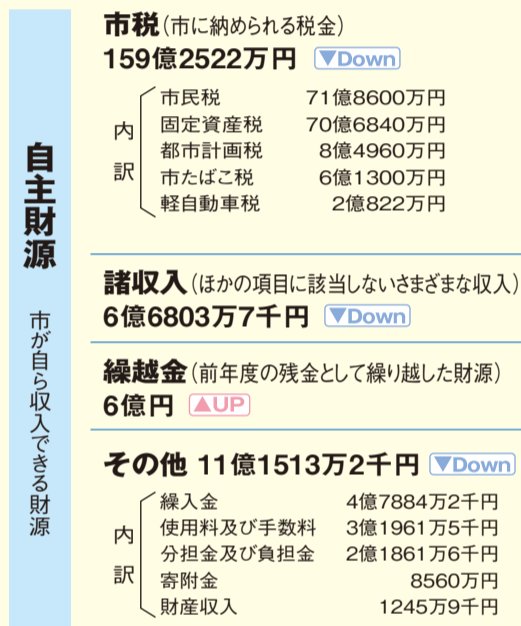 自主財源
市が自ら収入できる財源
市税(市に納められる税金)
159億2522万円 ▼Down
内訳
市民税 71億8600万円
固定資産税 70億6840万円
都市計画税 8億4960万円
市たばこ税 6億1300万円
軽自動車税 2億822万円
諸収入(ほかの項目に該当しないさまざまな収入)
6億6803万7千円 ▼Down
繰越金(前年度の残金として繰り越した財源)
6億円 ▲UP
その他 11億1513万2千円 ▼Down
内訳
繰入金 4億7884万2千円
使用料及び手数料 3億1961万5千円
分担金及び負担金 2億1861万6千円
寄附金 8560万円
財産収入 1245万9千円